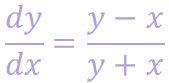 dy/dx = (y − x)/(y + x)